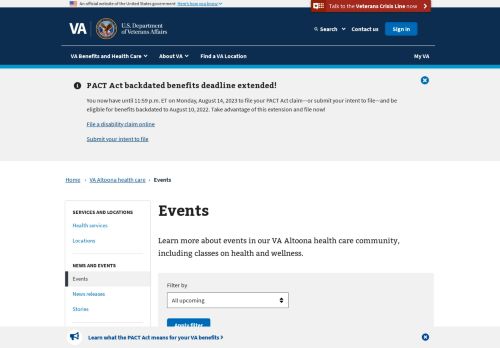 An official website of the United States government Here's how you know
Talk to the Veterans Crisis Line now
VA
U.S. Department
of Veterans Affairs
Search
Contact us
Sign in
VA Benefits and Health Care
About VA
Find a VA Location
My VA
PACT Act backdated benefits deadline extended!
You now have until 11:59 p.m. ET on Monday, August 14, 2023 to file your PACT Act claim—or submit your intent to file—and be
eligible for benefits backdated to August 10, 2022. Take advantage of this extension and file now!
File a disability claim online
Submit your intent to file
Home › VA Altoona health care › Events
SERVICES AND LOCATIONS
Health services
Locations
NEWS AND EVENTS
Events
News releases
Stories
Events
Learn more about events in our VA Altoona health care community,
including classes on health and wellness.
Filter by
All upcoming
Apply filter
Learn what the PACT Act means for your VA benefits